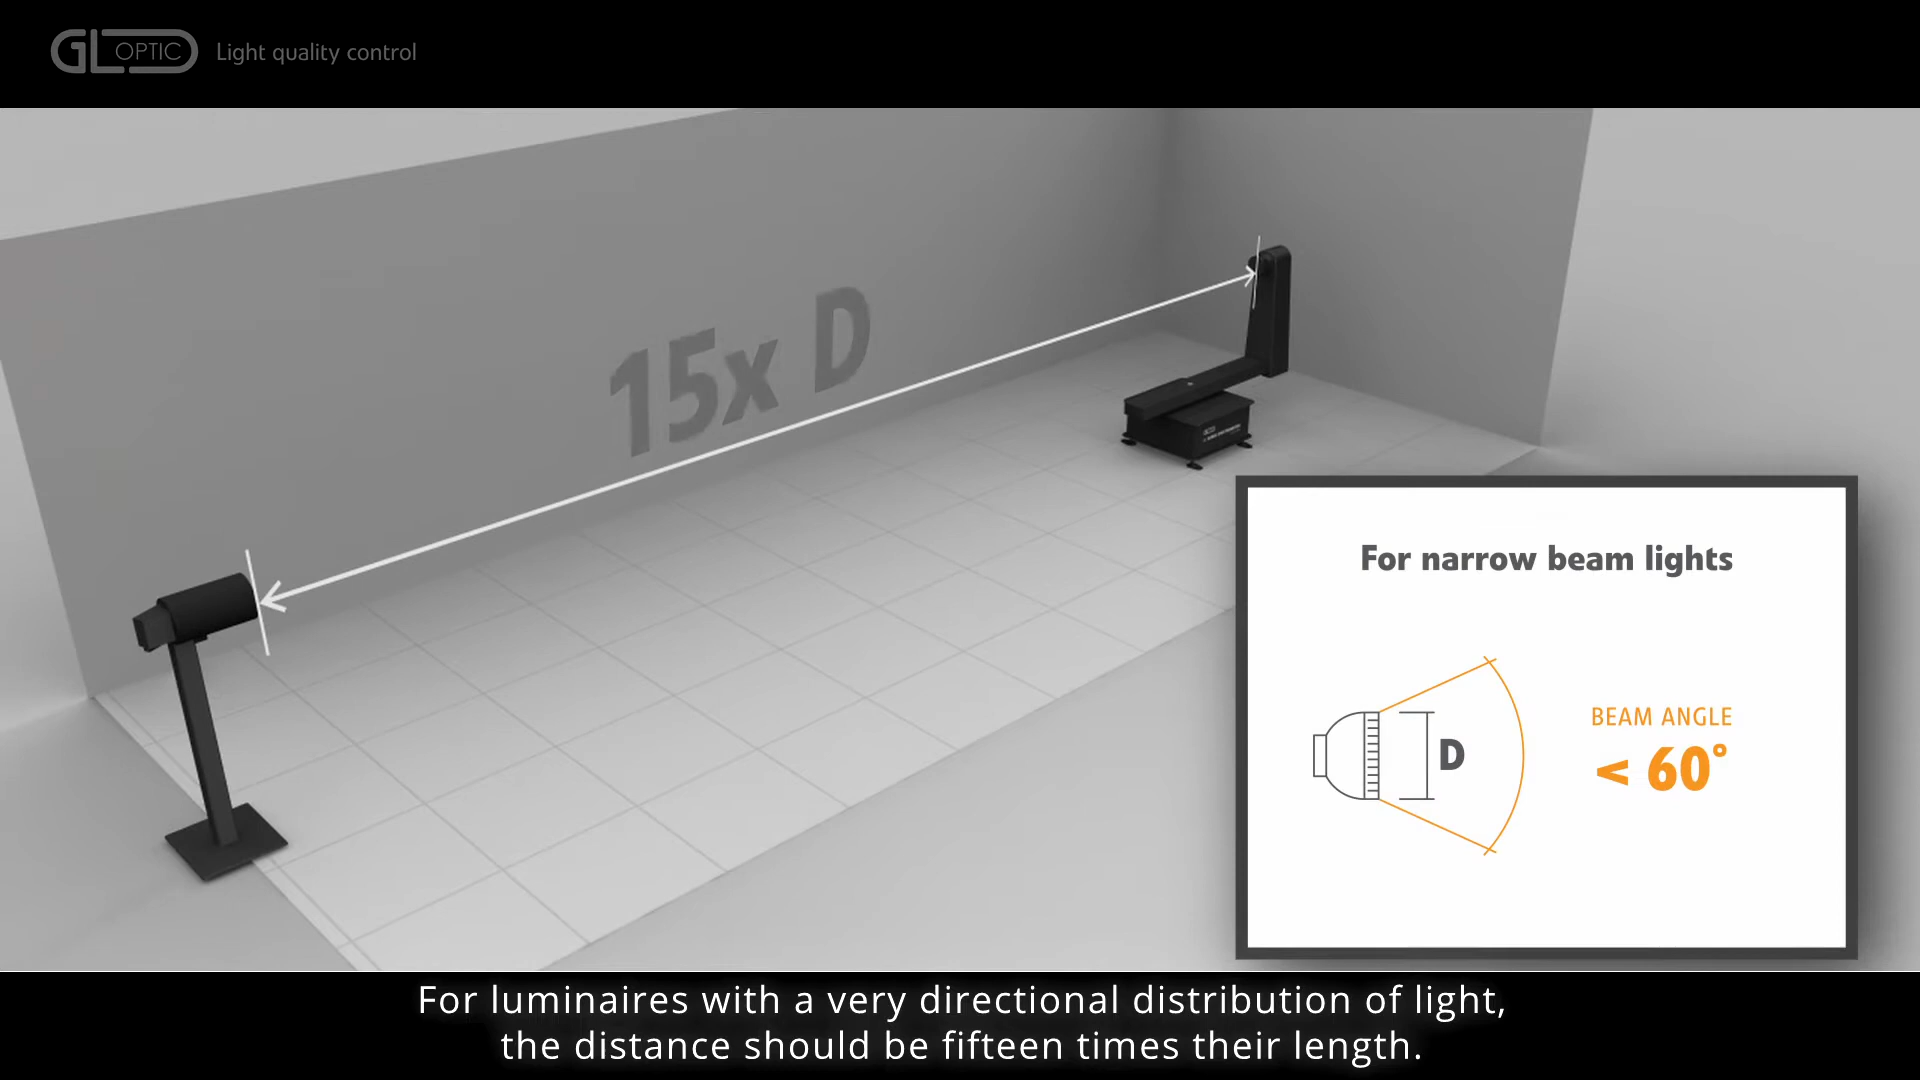 GL OPTIC Light quality control
15x D
For narrow beam lights
D
BEAM ANGLE
< 60°
For luminaires with a very directional distribution of light,
the distance should be fifteen times their length.